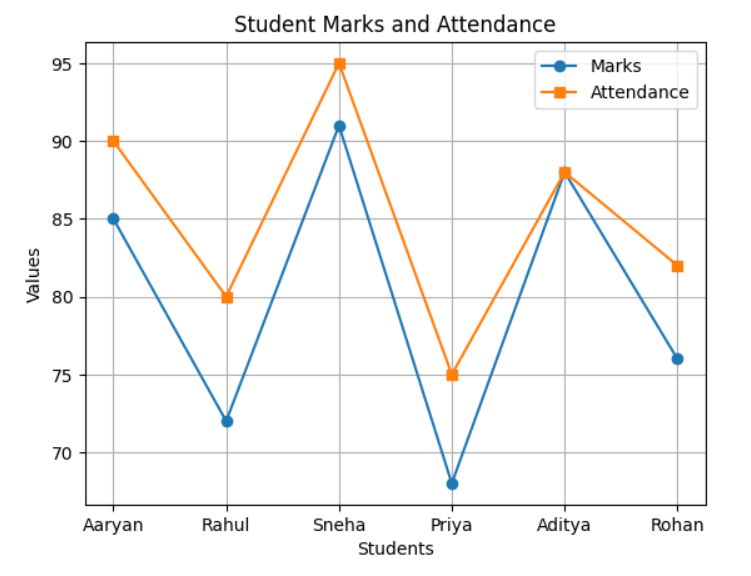 Student Marks and Attendance
Marks
Attendance
95
90
85
80
75
70
Values
Aaryan Rahul Sneha Priya Aditya Rohan
Students